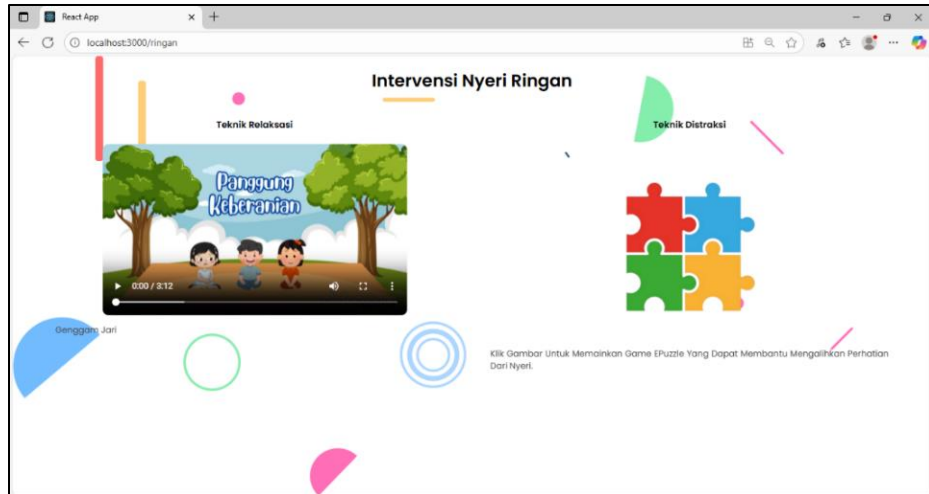 React App
localhost:3000/ringan
Intervensi Nyeri Ringan
Teknik Relaksasi
Teknik Distraksi
Panggung
Keberanian
0:00 / 3:12
Genggam Jari
Klik Gambar Untuk Memainkan Game EPuzzle Yang Dapat Membantu Mengalihkan Perhatian
Dari Nyeri.